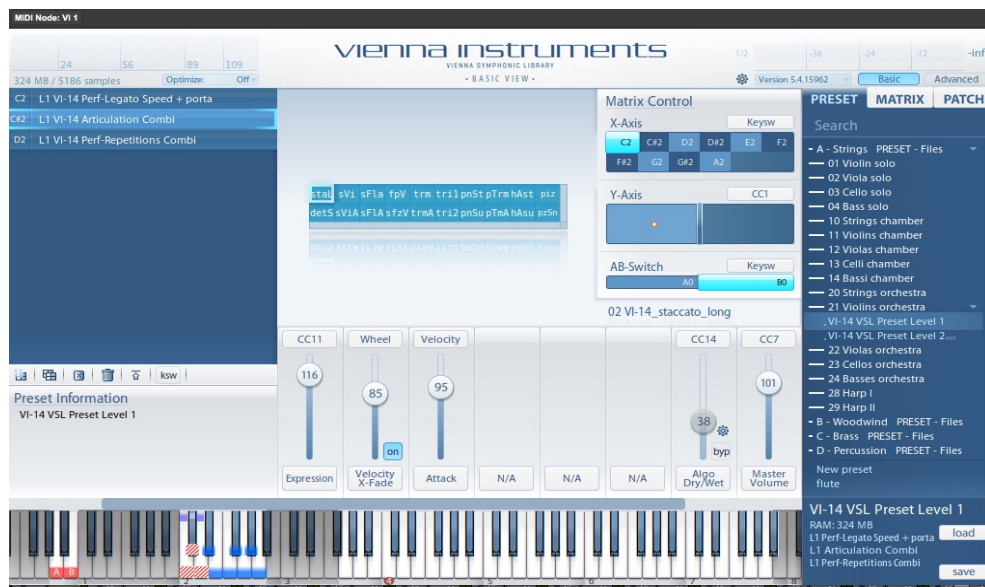 MIDI Node: VI 1
24 56 89 109
324 MB / 5186 samples Optimize: Off
vienna instruments
VIENNA SYMPHONIC LIBRARY
- BASIC VIEW -
1/2 -36 -24 -12 -inf
Version 5.4.15962 Basic Advanced
C2 L1 VI-14 Perf-Legato Speed + porta
C#2 L1 VI-14 Articulation Combi
D2 L1 VI-14 Perf-Repetitions Combi
staL sVi sFla fpV trm tri1 pnSt pTrm hAst piz
detS sViA sFlA sfzV trmA tri2 pnSu pTmA hAsu pzSn
Matrix Control
X-Axis Keysw
C2 C#2 D2 D#2 E2 F2
F#2 G2 G#2 A2
Y-Axis CC1
AB-Switch Keysw
A0 B0
02 VI-14_staccato_long
CC11 Wheel Velocity CC14 CC7
116 85 95 38 101
on byp
Expression Velocity X-Fade Attack N/A N/A N/A Algo Dry/Wet Master Volume
ksw
Preset Information
VI-14 VSL Preset Level 1
PRESET MATRIX PATCH
Search
A - Strings PRESET - Files
01 Violin solo
02 Viola solo
03 Cello solo
04 Bass solo
10 Strings chamber
11 Violins chamber
12 Violas chamber
13 Celli chamber
14 Bassi chamber
20 Strings orchestra
21 Violins orchestra
VI-14 VSL Preset Level 1
VI-14 VSL Preset Level 2 ext
22 Violas orchestra
23 Cellos orchestra
24 Basses orchestra
28 Harp I
29 Harp II
B - Woodwind PRESET - Files
C - Brass PRESET - Files
D - Percussion PRESET - Files
New preset
flute
VI-14 VSL Preset Level 1
RAM: 324 MB
L1 Perf-Legato Speed + porta
load
L1 Articulation Combi
L1 Perf-Repetitions Combi
save
A B
1 2 3 4 5 6 7 8